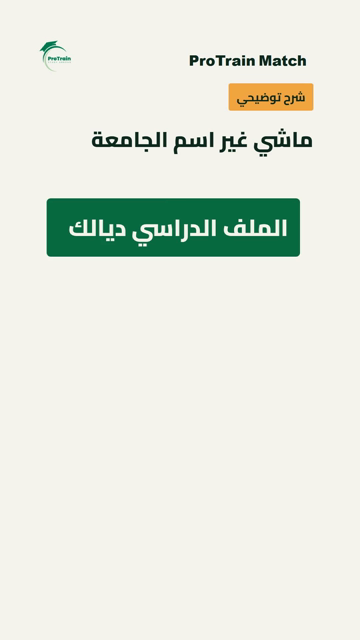 ProTrain
ProTrain Match
شرح توضيحي
ماشي غير اسم الجامعة
الملف الدراسي ديالك